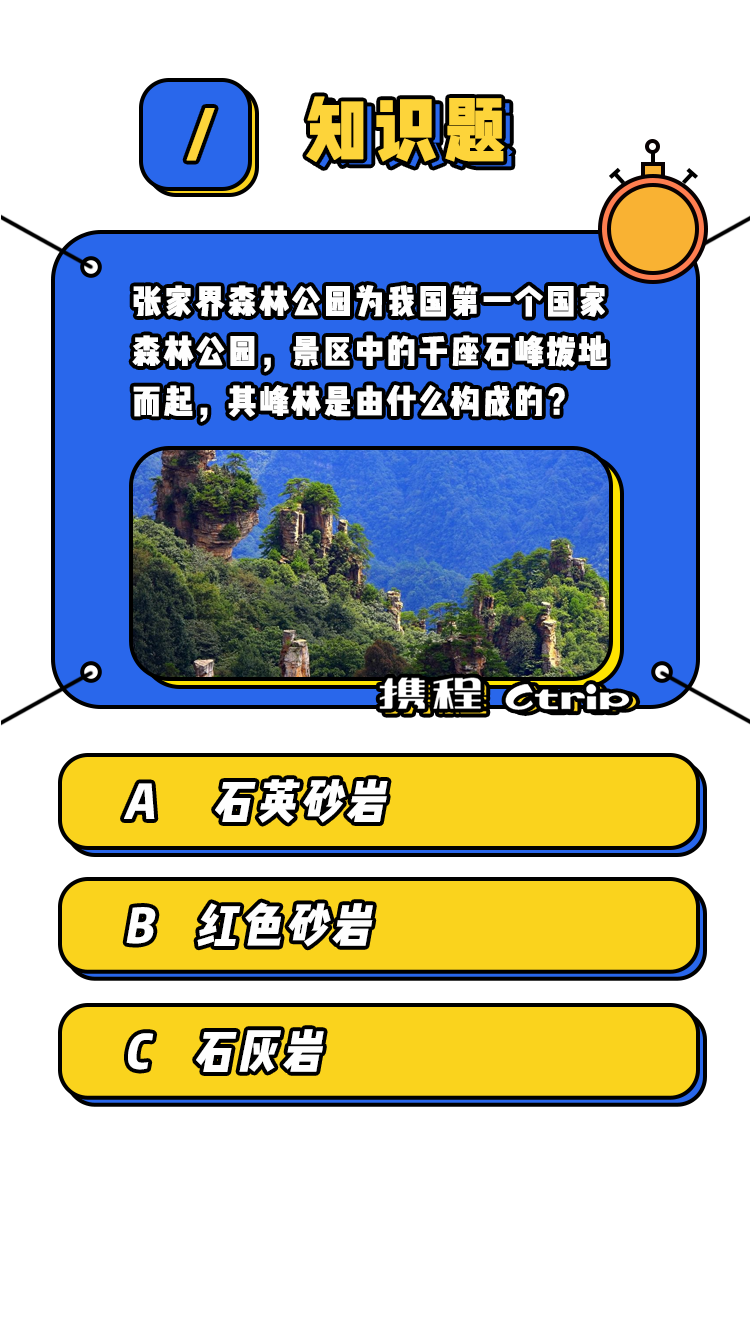 / 知识题
张家界森林公园为我国第一个国家
森林公园，景区中的千座石峰拔地
而起，其峰林是由什么构成的？
携程 Ctrip
A 石英砂岩
B 红色砂岩
C 石灰岩